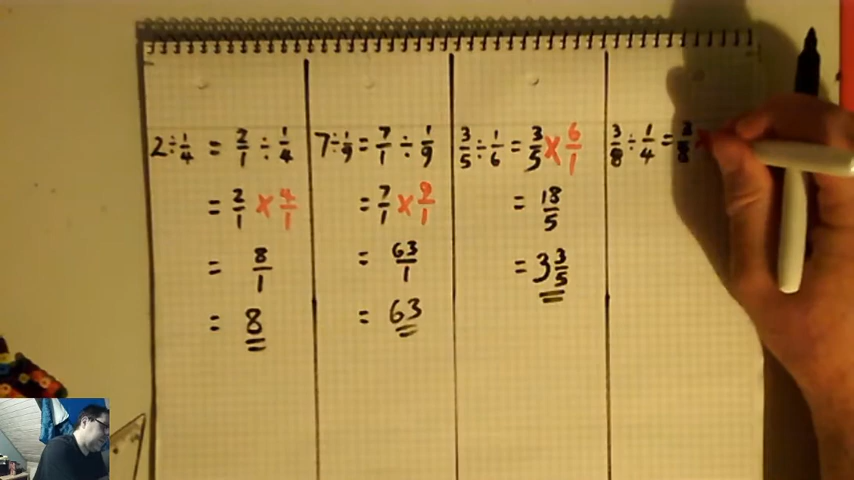 2 ÷ 1/4 = 2/1 ÷ 1/4
= 2/1 × 4/1
= 8/1
= 8
7 ÷ 1/9 = 7/1 ÷ 1/9
= 7/1 × 9/1
= 63/1
= 63
3/5 ÷ 1/6 = 3/5 × 6/1
= 18/5
= 3 3/5
3/8 ÷ 1/4 = 3/8 ×